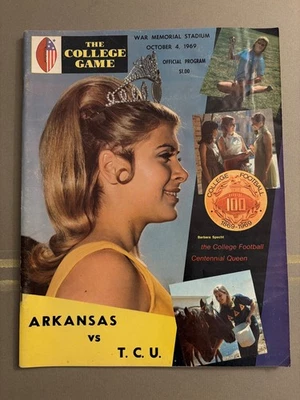 THE
COLLEGE
GAME
WAR MEMORIAL STADIUM
OCTOBER 4, 1969
OFFICIAL PROGRAM
$1.00
COLLEGE FOOTBALL
100
1869-1969
Barbara Specht
the College Football
Centennial Queen
ARKANSAS
VS
T. C. U.